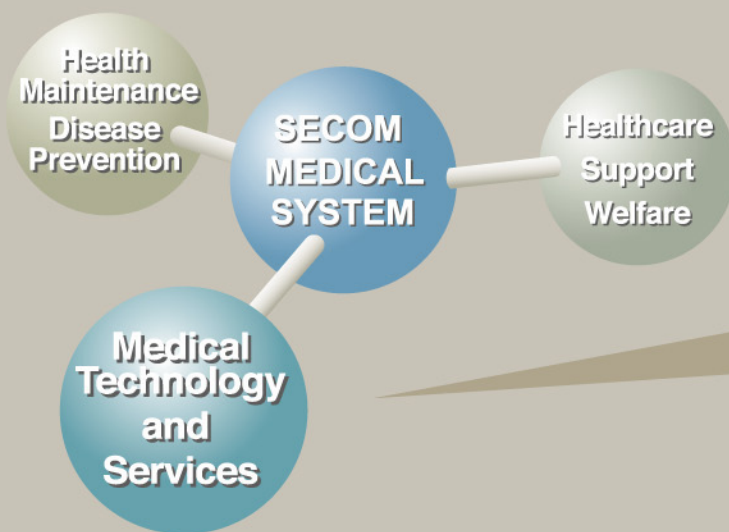 Health
Maintenance
Disease
Prevention
SECOM
MEDICAL
SYSTEM
Healthcare
Support
Welfare
Medical
Technology
and
Services